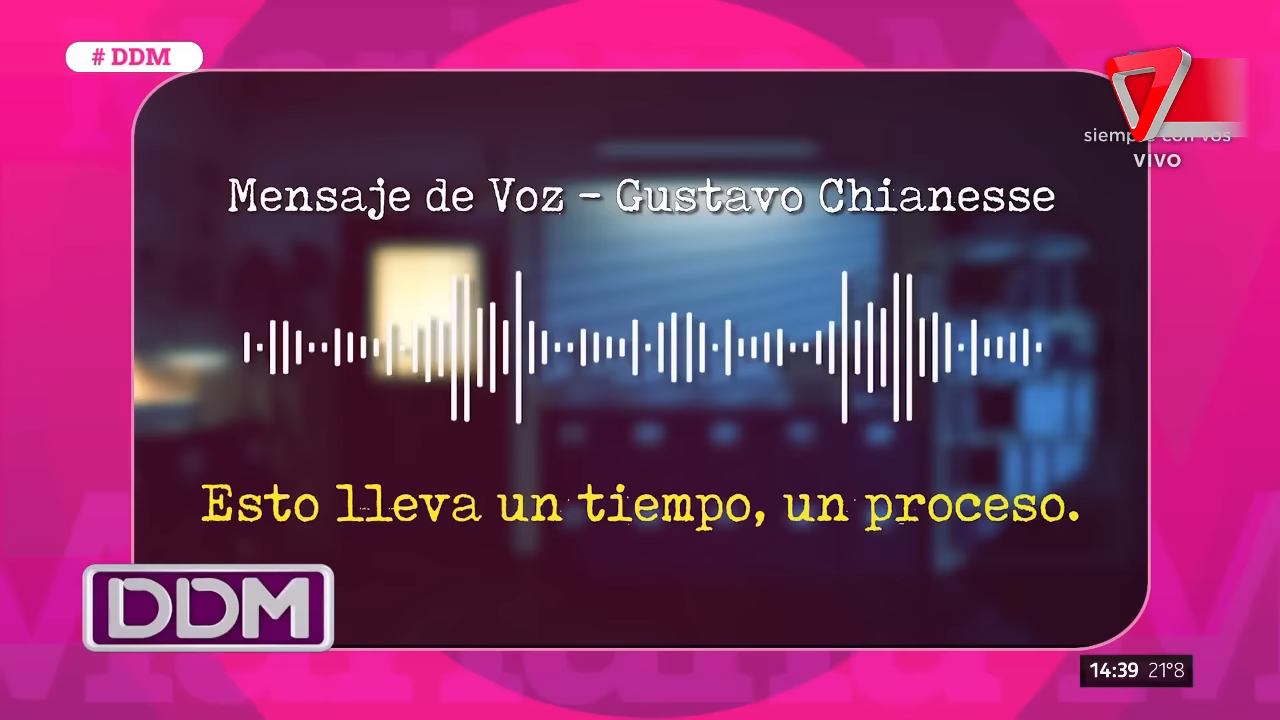 # DDM
siempre con vos
VIVO
Mensaje de Voz – Gustavo Chianesse
Esto lleva un tiempo, un proceso.
DDM
14:39 21°8